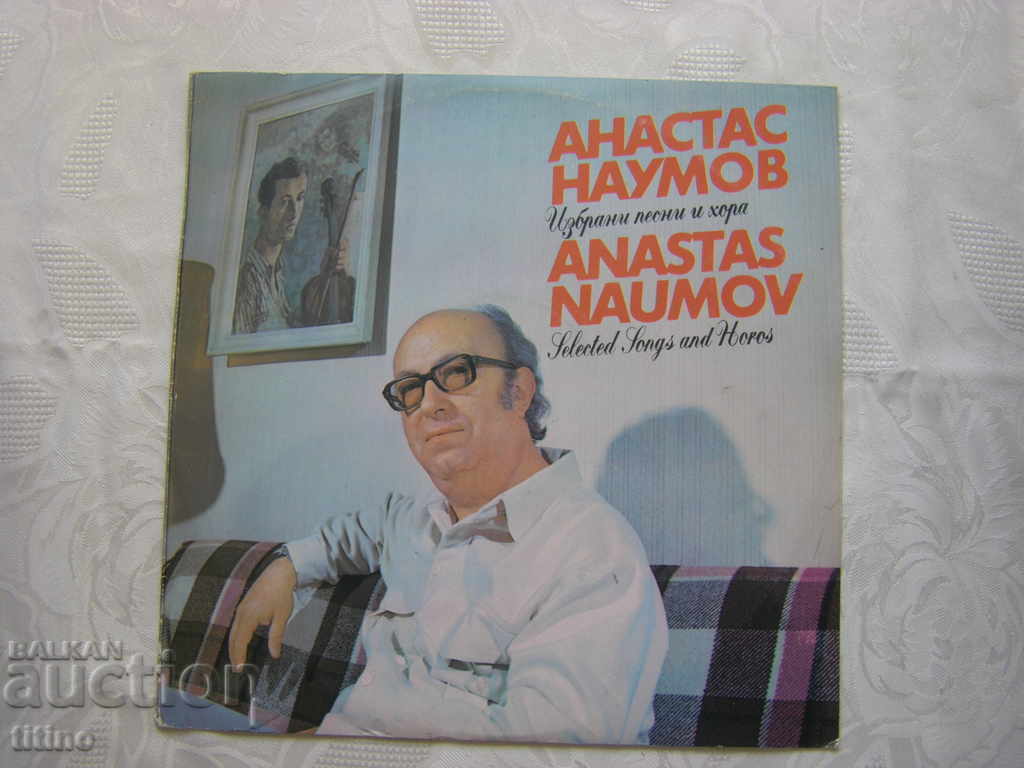 АНАСТАС
НАУМОВ
Избрани песни и хора
ANASTAS
NAUMOV
Selected Songs and Horos
BALKAN
auction
titino